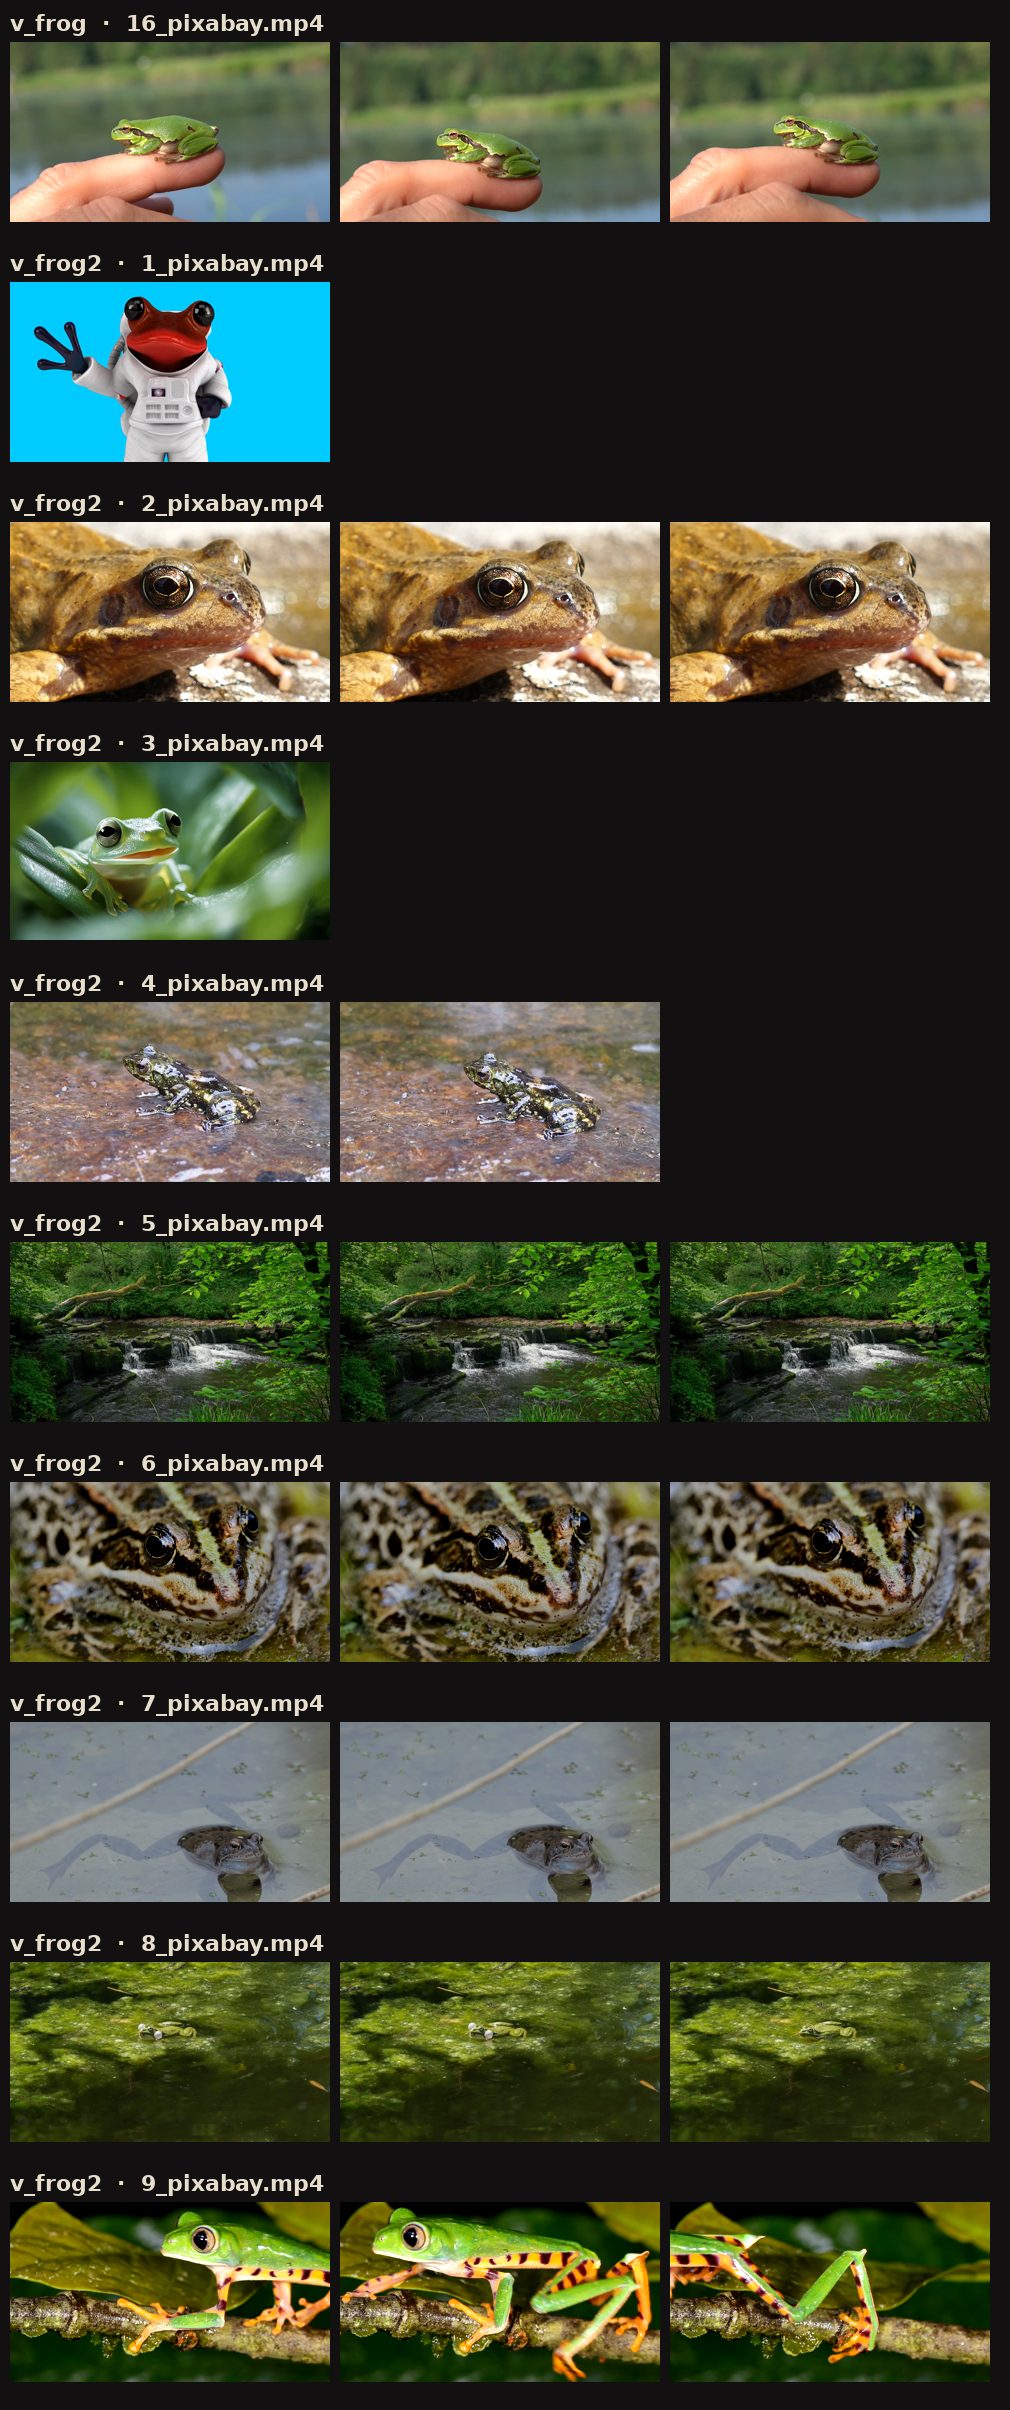 v_frog · 16_pixabay.mp4
v_frog2 · 1_pixabay.mp4
v_frog2 · 2_pixabay.mp4
v_frog2 · 3_pixabay.mp4
v_frog2 · 4_pixabay.mp4
v_frog2 · 5_pixabay.mp4
v_frog2 · 6_pixabay.mp4
v_frog2 · 7_pixabay.mp4
v_frog2 · 8_pixabay.mp4
v_frog2 · 9_pixabay.mp4